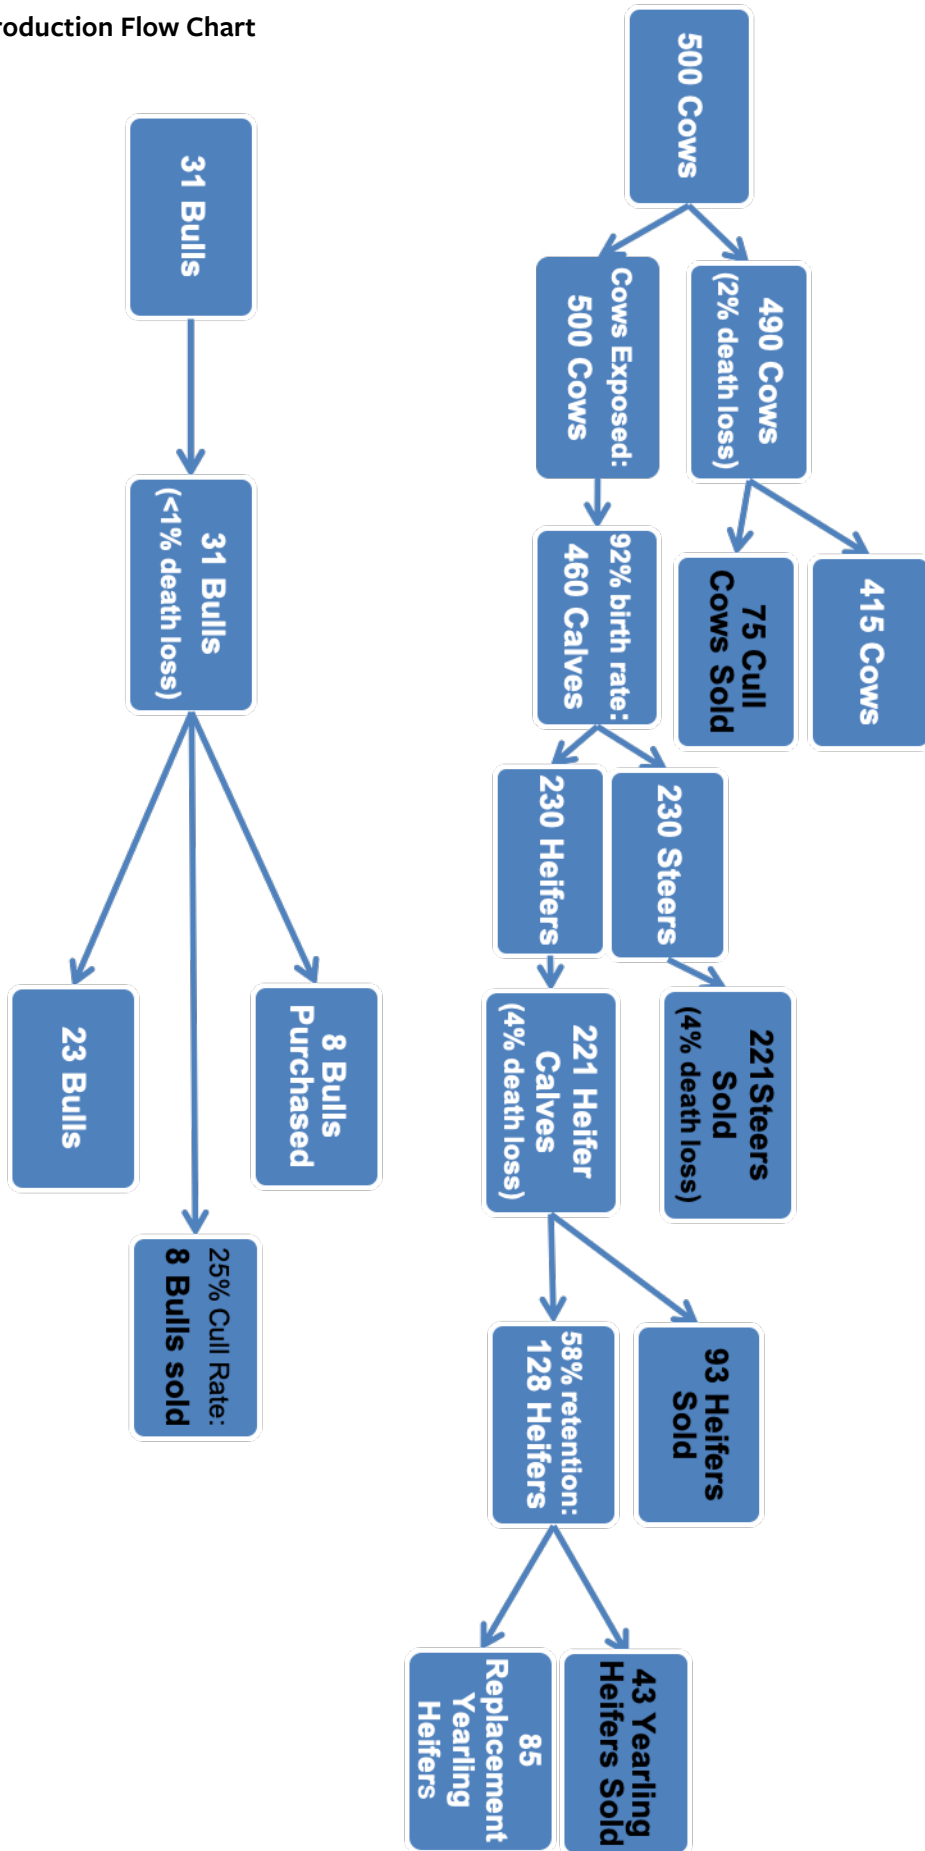 roduction Flow Chart
500 Cows
490 Cows
(2% death loss)
Cows Exposed:
500 Cows
415 Cows
75 Cull
Cows Sold
92% birth rate:
460 Calves
230 Steers
230 Heifers
221Steers
Sold
(4% death loss)
221 Heifer
Calves
(4% death loss)
93 Heifers
Sold
58% retention:
128 Heifers
43 Yearling
Heifers Sold
85
Replacement
Yearling
Heifers
31 Bulls
31 Bulls
(<1% death loss)
8 Bulls
Purchased
25% Cull Rate:
8 Bulls sold
23 Bulls